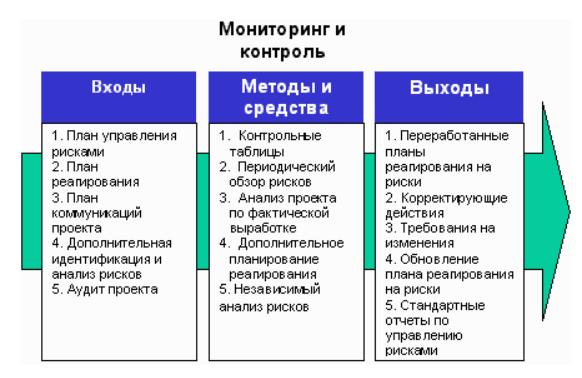 Мониторинг и
контроль
Входы
1. План управления
рисками
2. План
реагирования
3. План
коммуникаций
проекта
4. Дополнительная
идентификация и
анализ рисков
5. Аудит проекта
Методы и
средства
1. Контрольные
таблицы
2. Периодический
обзор рисков
3. Анализ проекта
по фактической
выработке
4. Дополнительное
планирование
реагирования
5. Независимый
анализ рисков
Выходы
1. Переработанные
планы
реагирования на
риски
2. Корректирующие
действия
3. Требования на
изменения
4. Обновление
плана реагирования
на риски
5. Стандартные
отчеты по
управлению
рисками